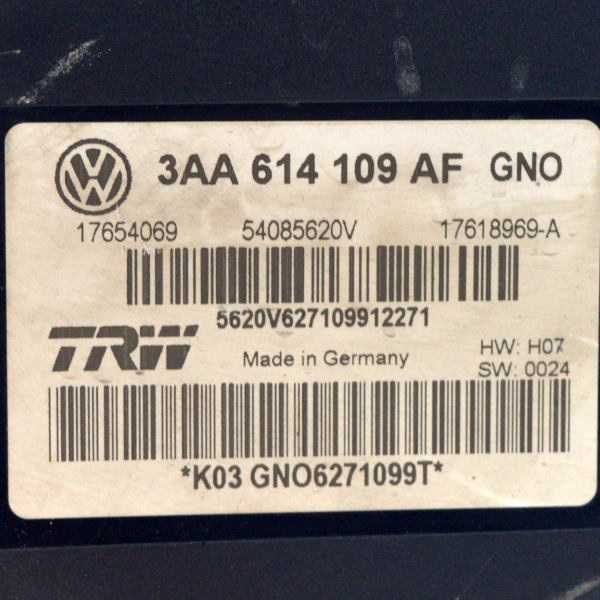 VW 3AA 614 109 AF GNO
17654069 54085620V 17618969-A
5620V627109912271
TRW Made in Germany HW: H07
SW: 0024
*K03 GNO6271099T*